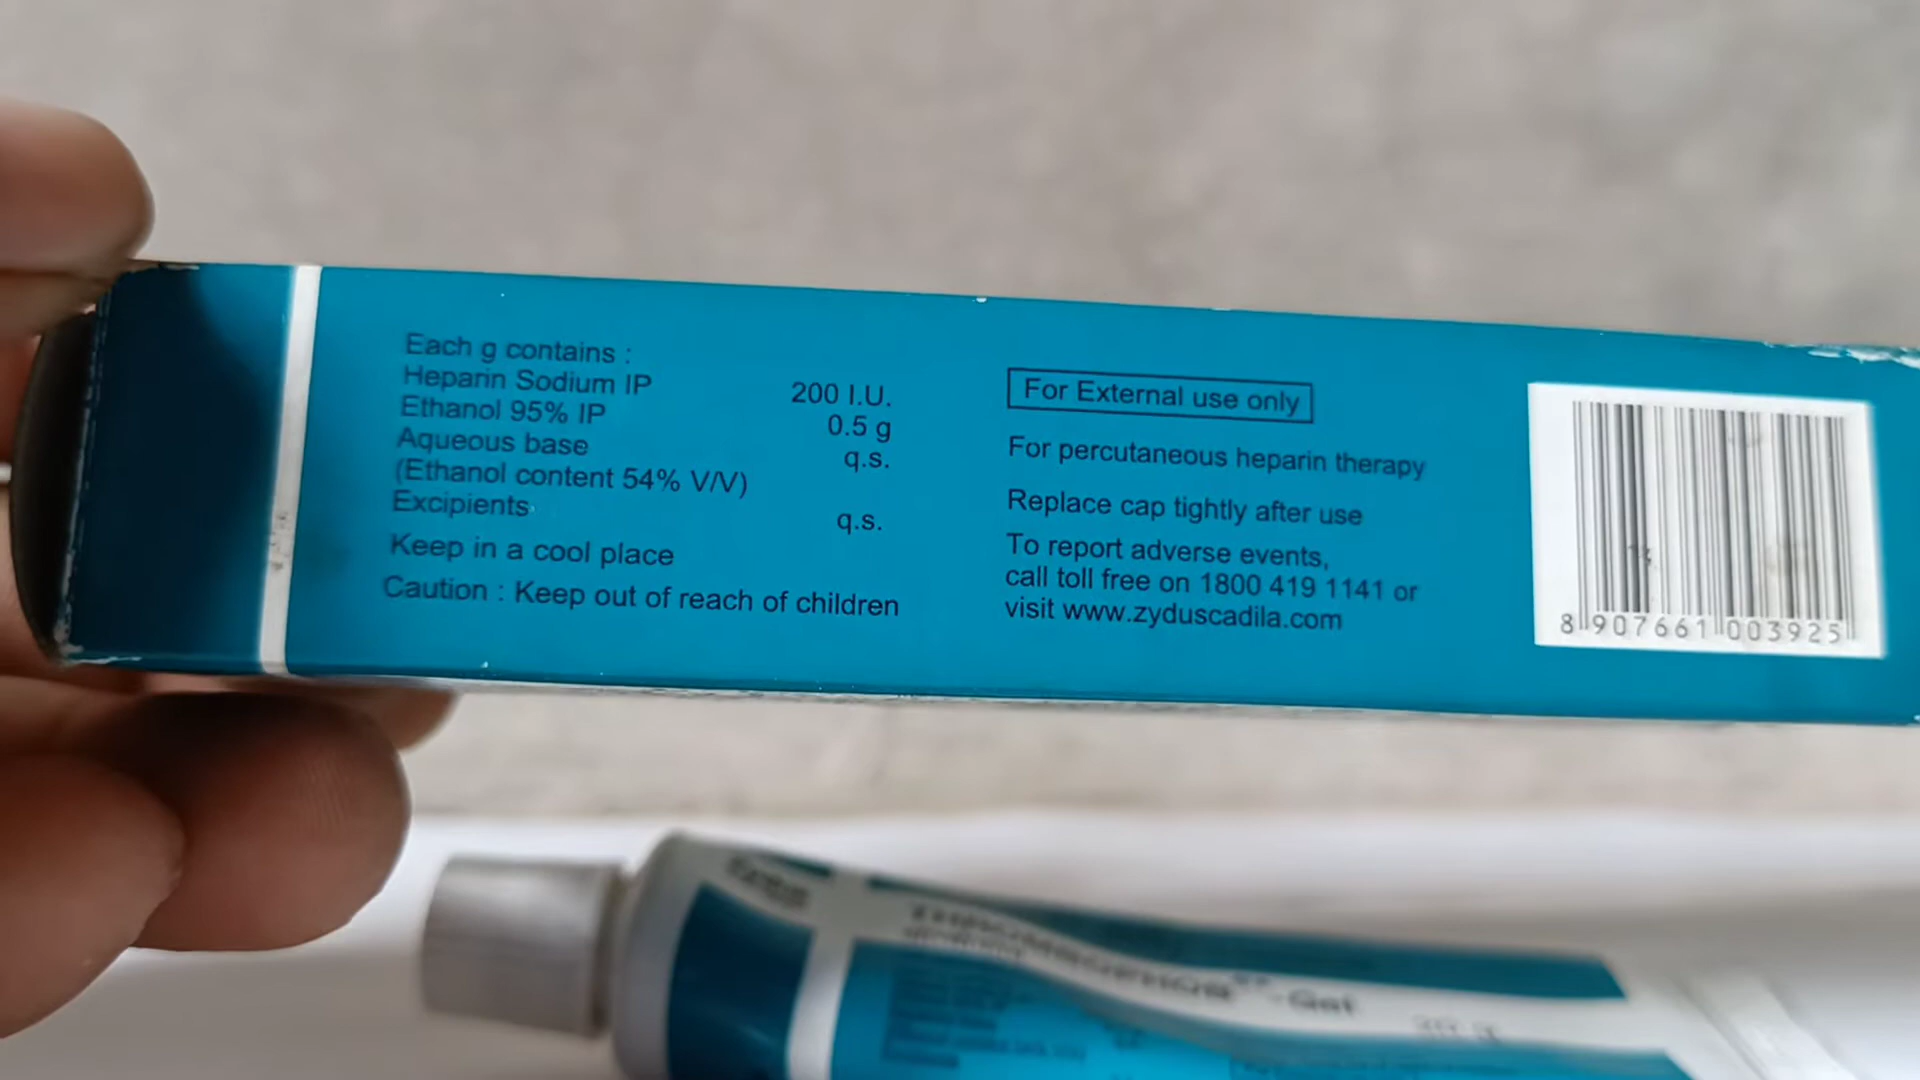 Each g contains :
Heparin Sodium IP 200 I.U.
Ethanol 95% IP 0.5 g
Aqueous base q.s.
(Ethanol content 54% V/V)
Excipients q.s.
Keep in a cool place
Caution : Keep out of reach of children
For External use only
For percutaneous heparin therapy
Replace cap tightly after use
To report adverse events,
call toll free on 1800 419 1141 or
visit www.zyduscadila.com
8 907661 003925
-Gel